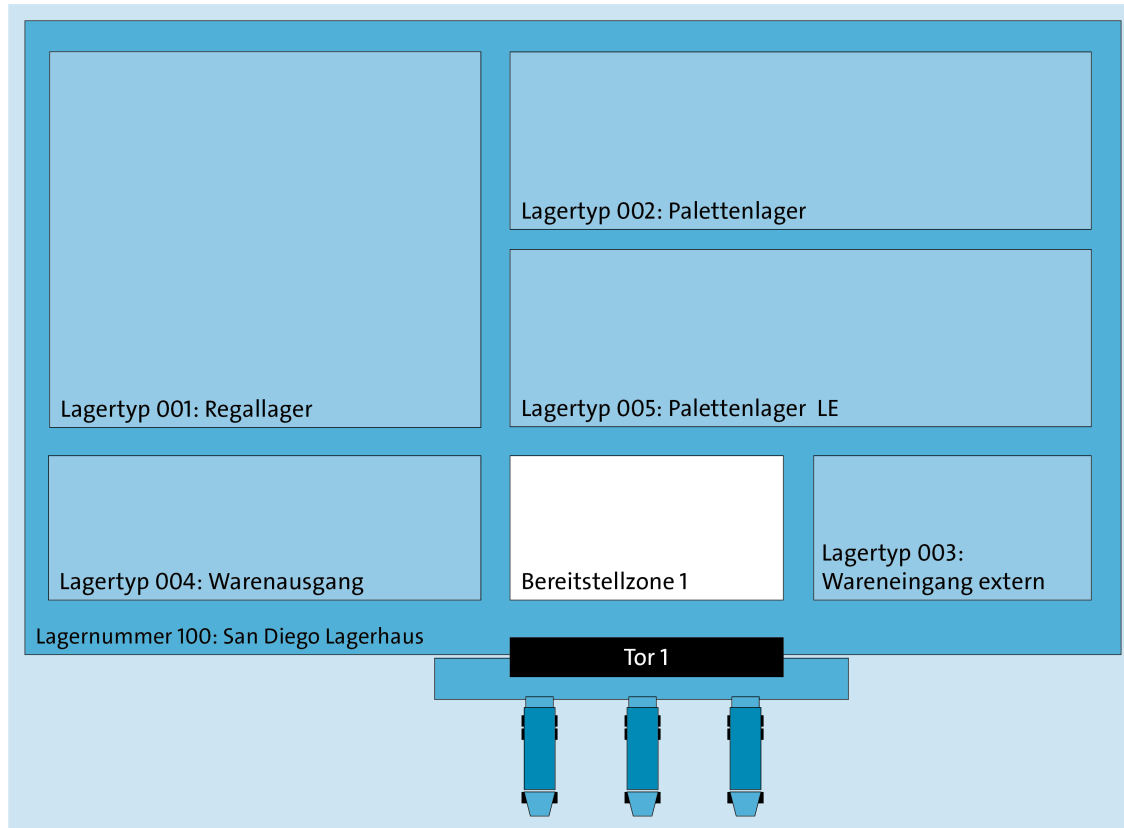 Lagertyp 002: Palettenlager
Lagertyp 001: Regallager
Lagertyp 005: Palettenlager LE
Lagertyp 004: Warenausgang
Bereitstellzone 1
Lagertyp 003:
Wareneingang extern
Lagernummer 100: San Diego Lagerhaus
Tor 1